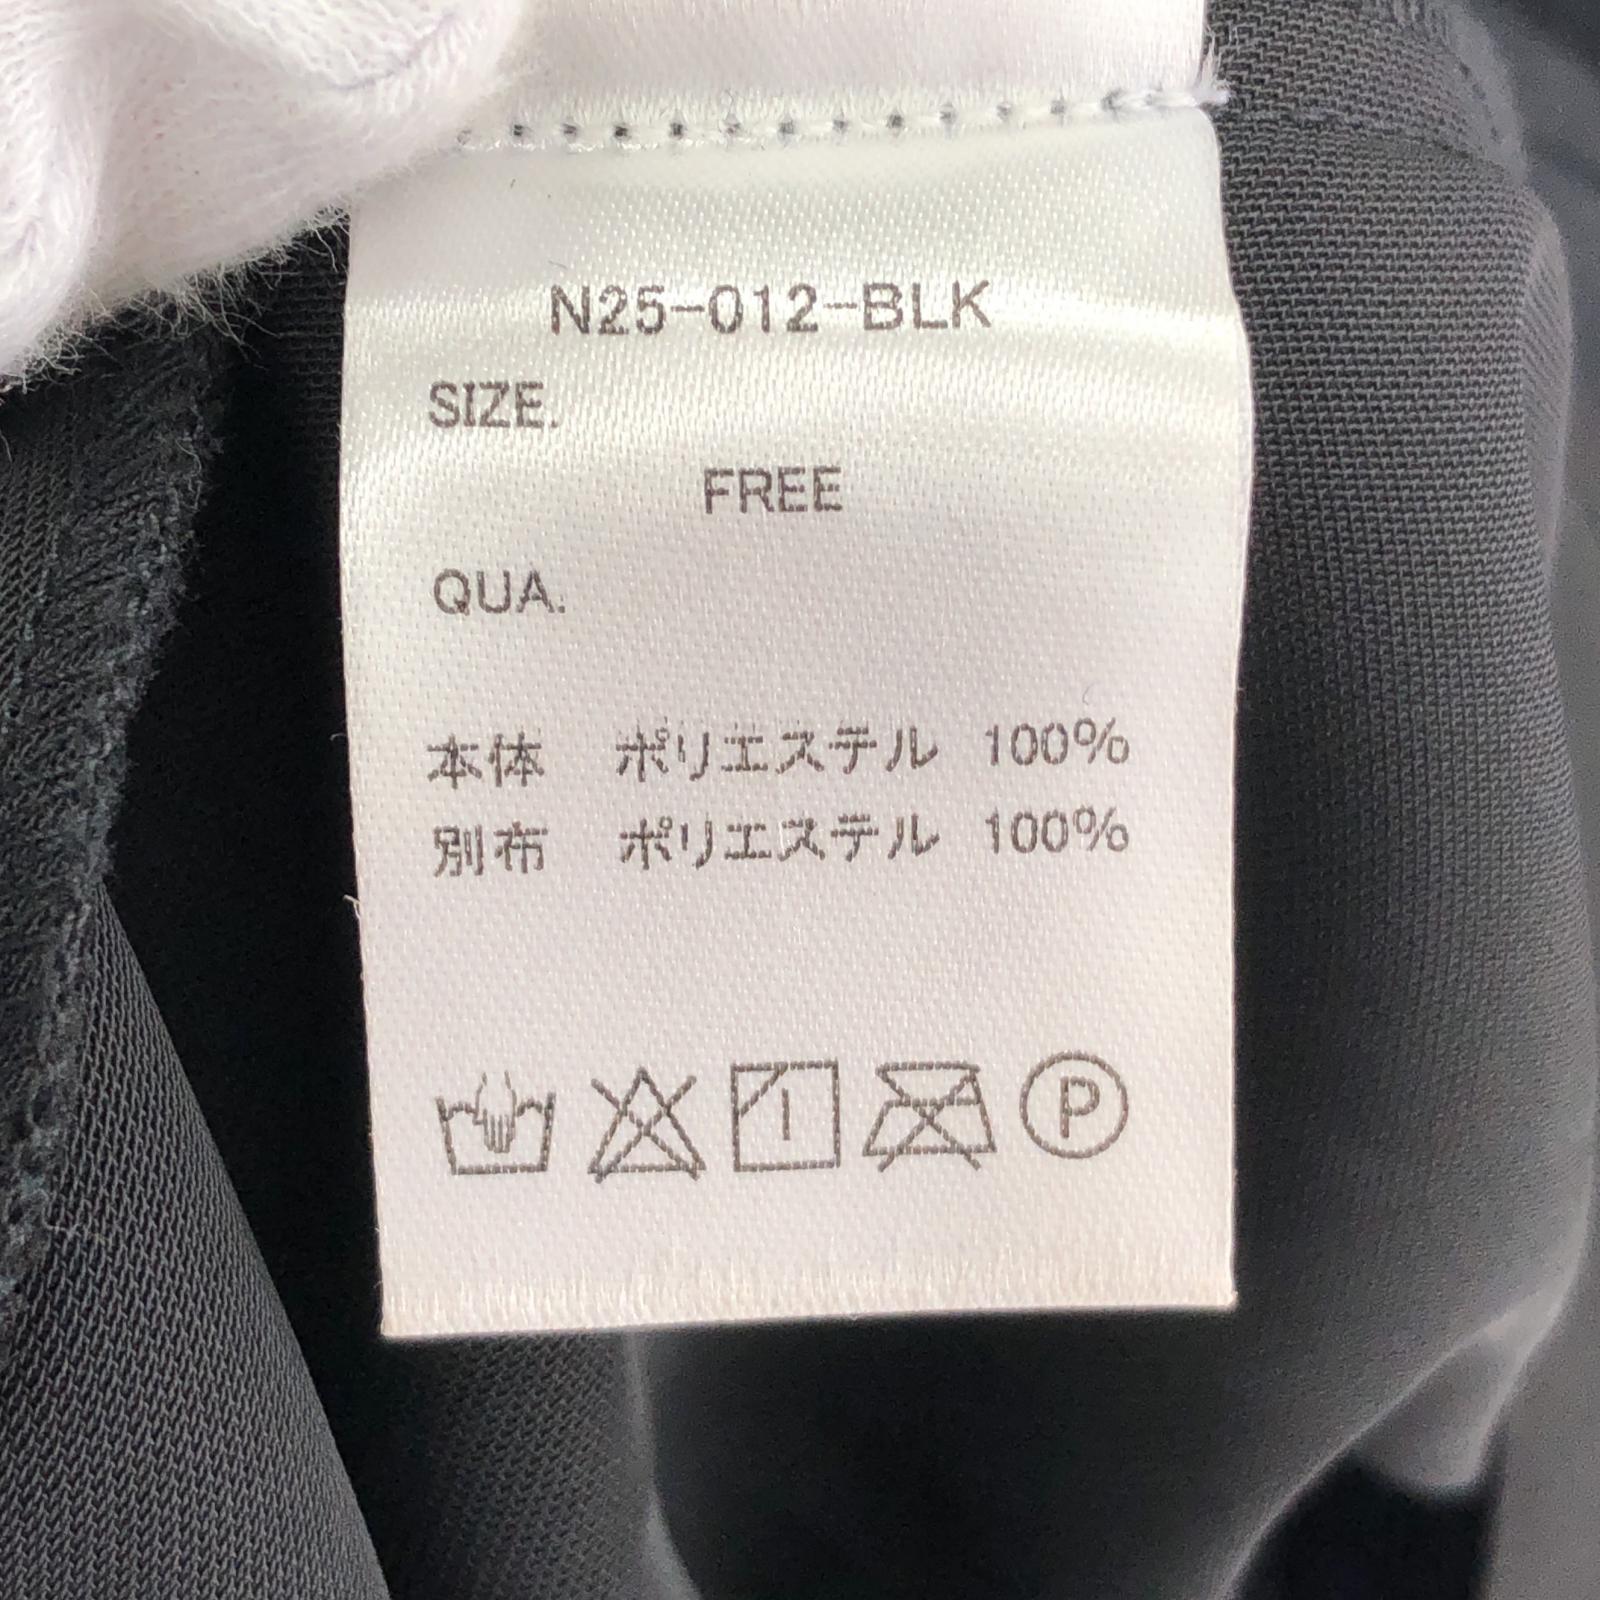 N25-012-BLK
SIZE.
FREE
QUA.
本体 ポリエステル 100%
別布 ポリエステル 100%
P